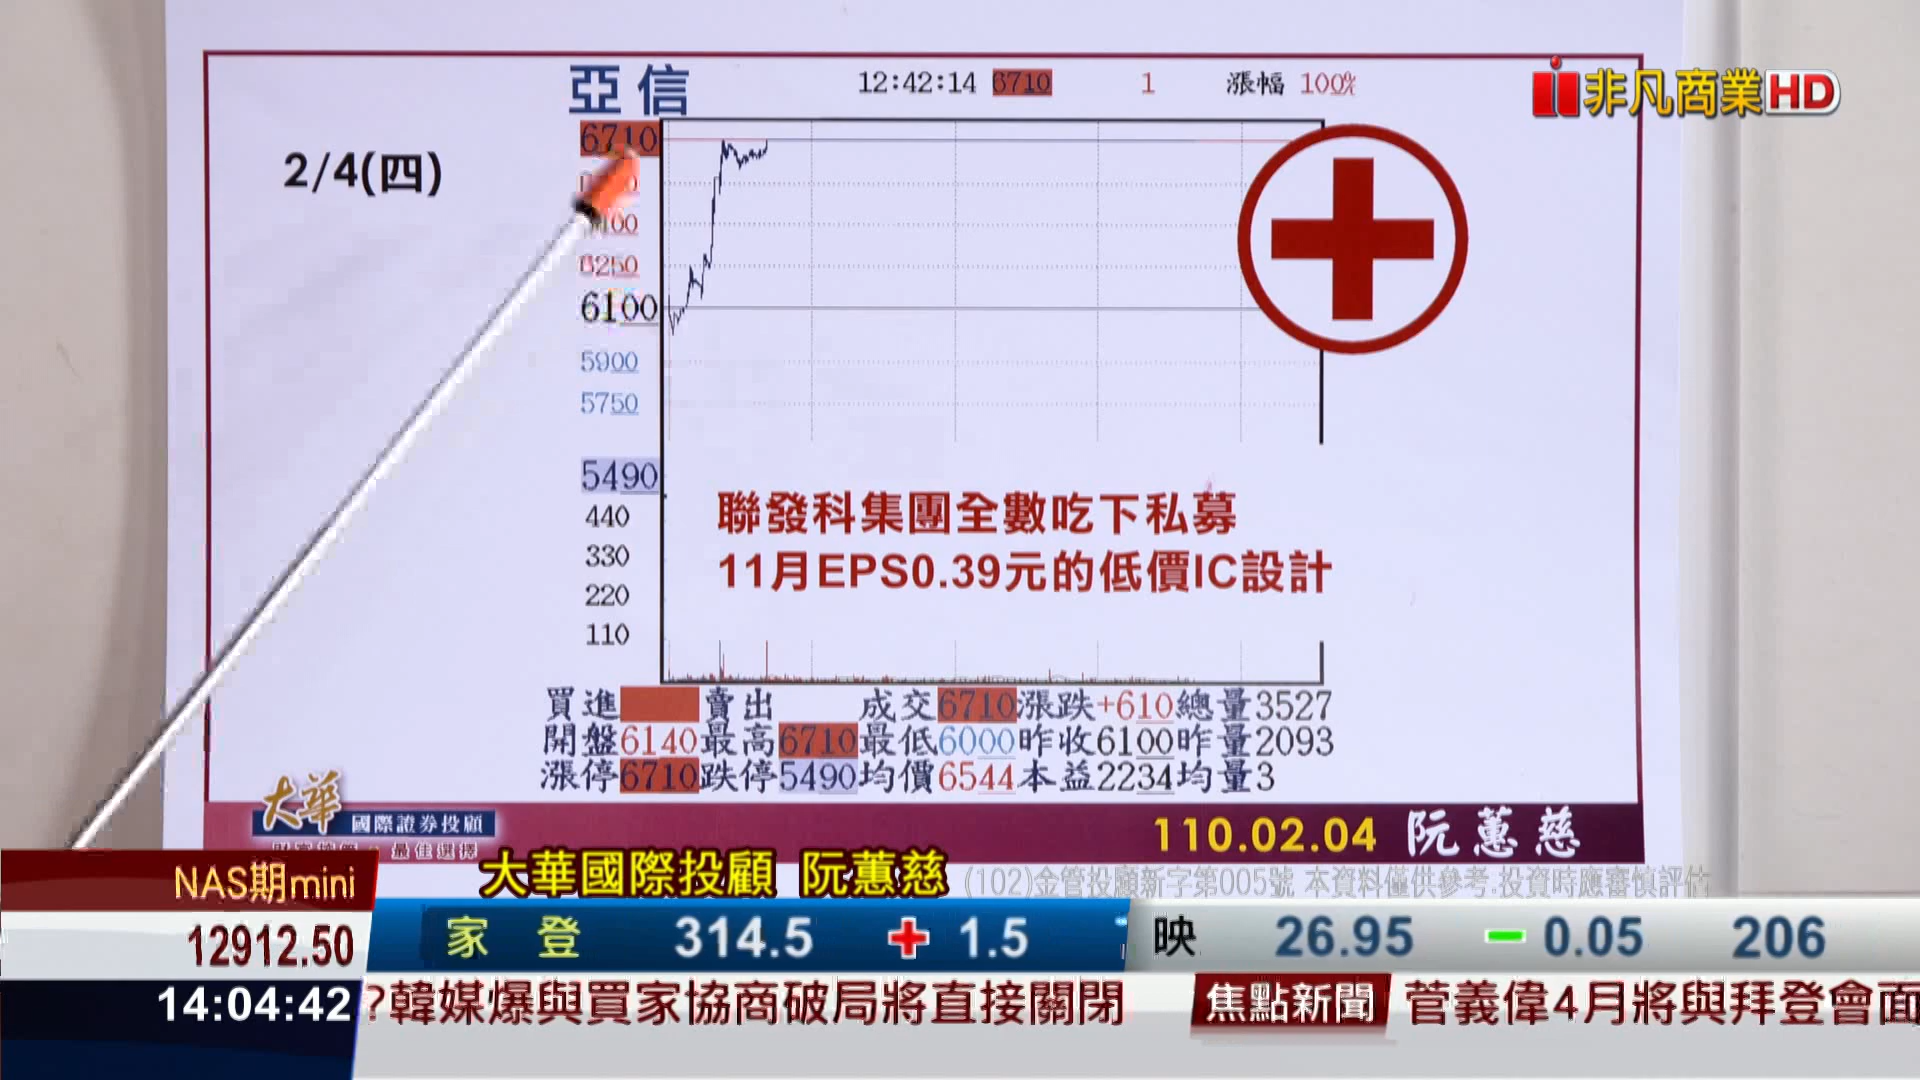 亞信
12:42:14 6710 1 漲幅 100%
非凡商業HD
2/4(四)
6710
6250
6100
5900
5750
5490
440
330
220
110
聯發科集團全數吃下私募
11月EPS0.39元的低價IC設計
買進 賣出 成交6710漲跌+610總量3527
開盤6140最高6710最低6000昨收6100昨量2093
漲停6710跌停5490均價6544本益2234均量3
大華 國際證券投顧
最佳選擇
110.02.04 阮蕙慈
大華國際投顧 阮蕙慈 (102)金管投顧新字第005號 本資料僅供參考.投資時應審慎評估
NAS期mini
12912.50
家登 314.5 + 1.5
映 26.95 - 0.05 206
14:04:42
?韓媒爆與買家協商破局將直接關閉
焦點新聞 菅義偉4月將與拜登會面